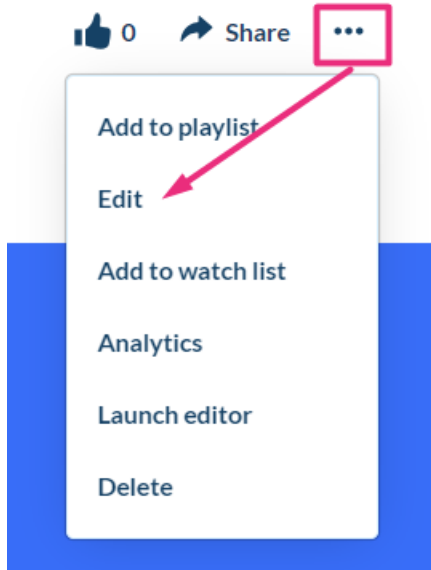 0 Share ...
Add to playlist
Edit
Add to watch list
Analytics
Launch editor
Delete